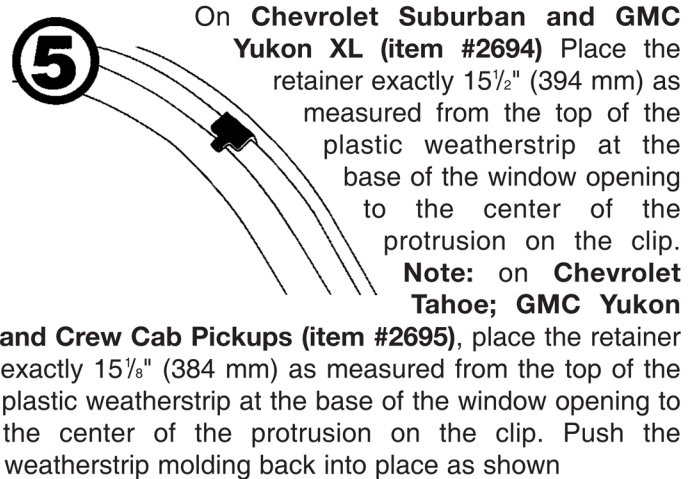 5
On Chevrolet Suburban and GMC
Yukon XL (item #2694) Place the
retainer exactly 15½" (394 mm) as
measured from the top of the
plastic weatherstrip at the
base of the window opening
to the center of the
protrusion on the clip.
Note: on Chevrolet
Tahoe; GMC Yukon
and Crew Cab Pickups (item #2695), place the retainer
exactly 15⅛" (384 mm) as measured from the top of the
plastic weatherstrip at the base of the window opening to
the center of the protrusion on the clip. Push the
weatherstrip molding back into place as shown